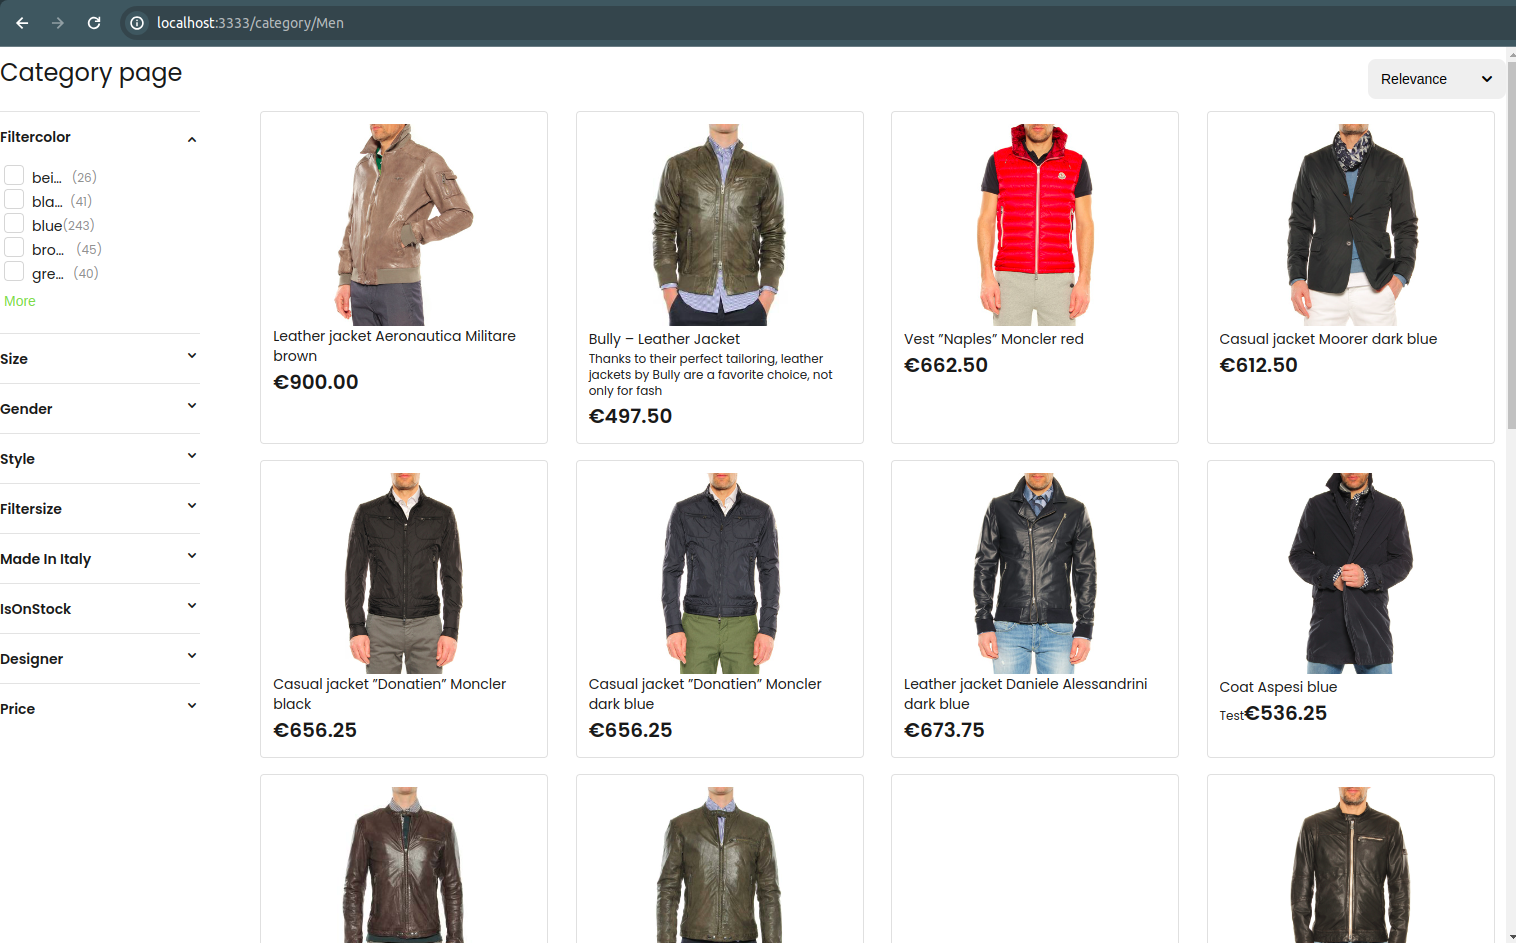 localhost:3333/category/Men
Category page
Relevance
Filtercolor
bei... (26)
bla... (41)
blue(243)
bro... (45)
gre... (40)
More
Size
Gender
Style
Filtersize
Made In Italy
IsOnStock
Designer
Price
Leather jacket Aeronautica Militare
brown
€900.00
Bully – Leather Jacket
Thanks to their perfect tailoring, leather
jackets by Bully are a favorite choice, not
only for fash
€497.50
Vest ”Naples” Moncler red
€662.50
Casual jacket Moorer dark blue
€612.50
Casual jacket ”Donatien” Moncler
black
€656.25
Casual jacket ”Donatien” Moncler
dark blue
€656.25
Leather jacket Daniele Alessandrini
dark blue
€673.75
Coat Aspesi blue
Test€536.25